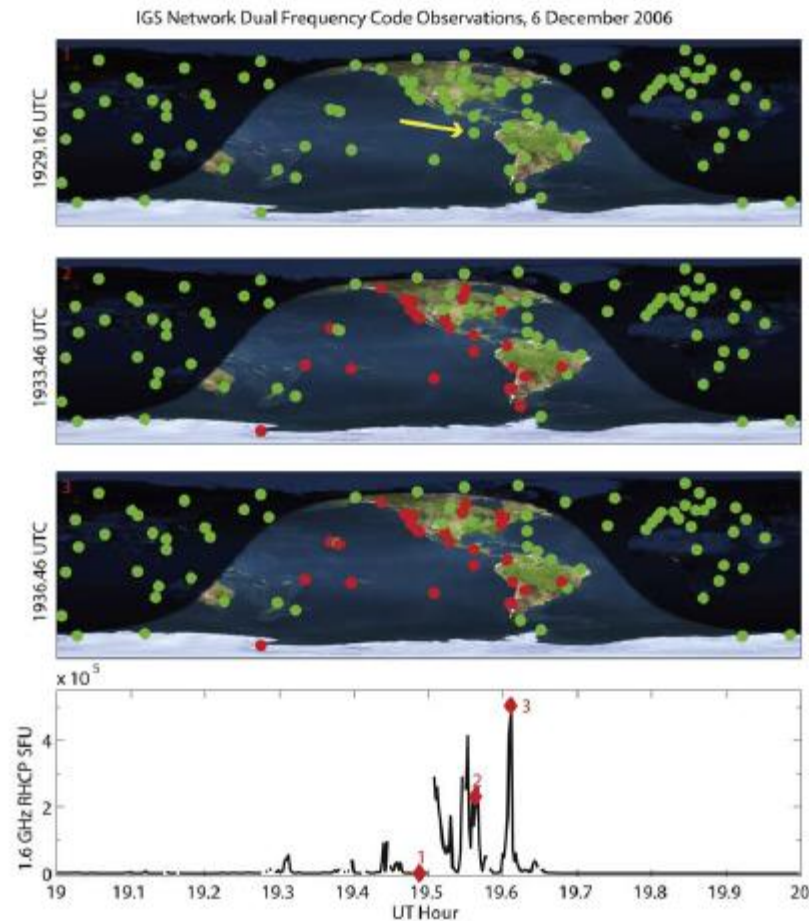 IGS Network Dual Frequency Code Observations, 6 December 2006
1
1929.16 UTC
2
1933.46 UTC
3
1936.46 UTC
x 10 5
1.6 GHz RHCP SFU
4
2
0
1
2
3
19 19.1 19.2 19.3 19.4 19.5 19.6 19.7 19.8 19.9 20
UT Hour